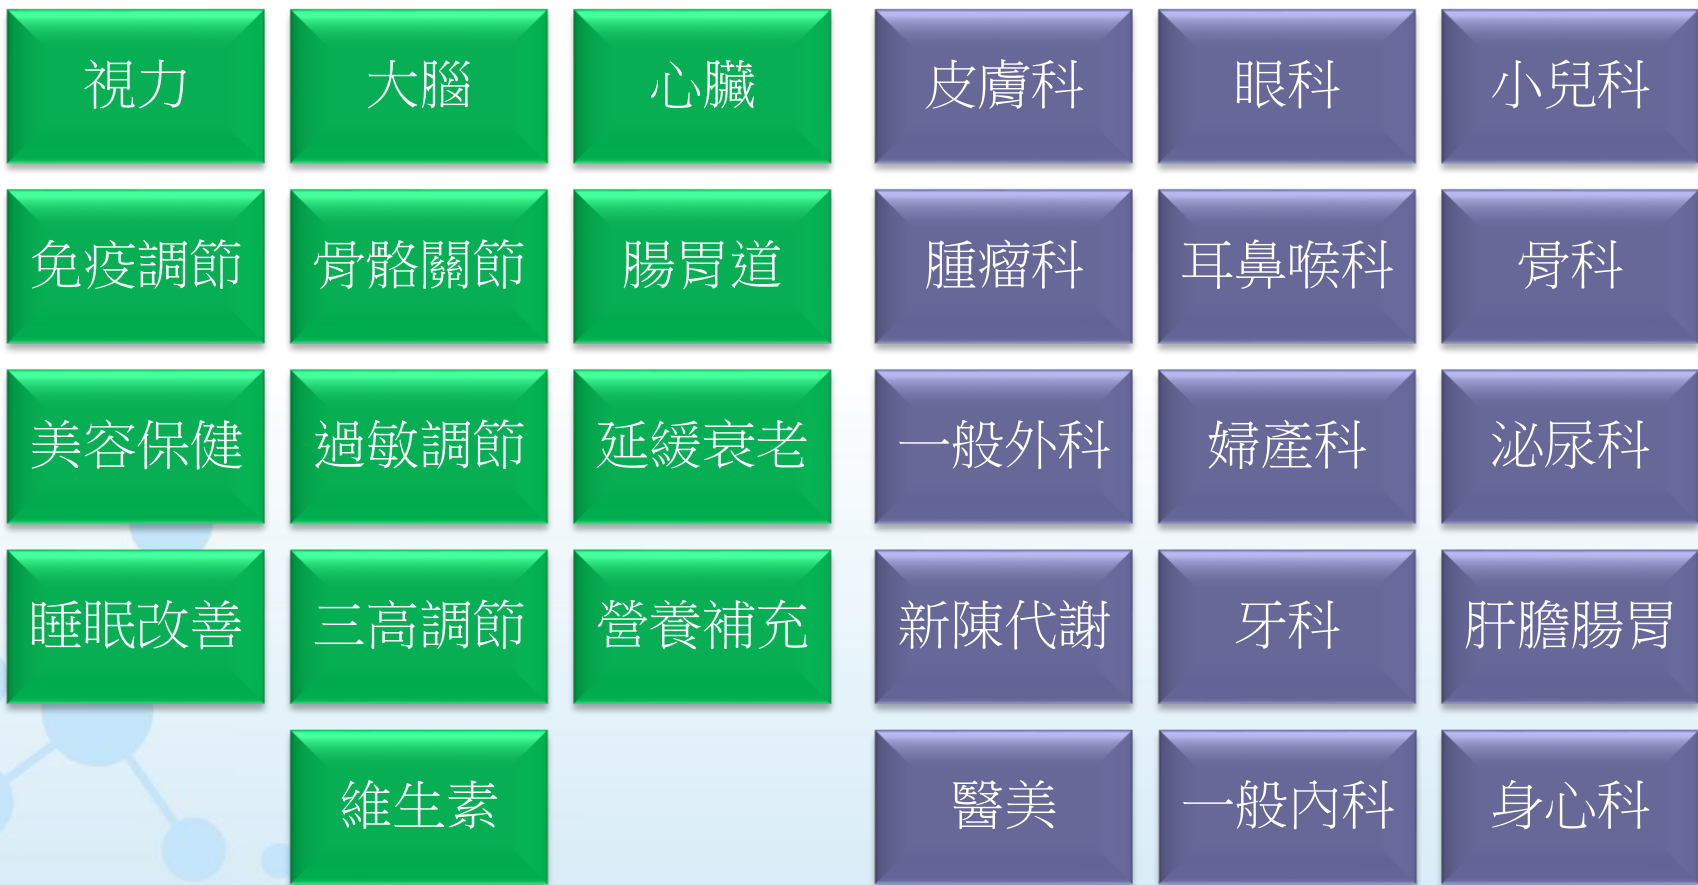 視力
大腦
心臟
免疫調節
骨骼關節
腸胃道
美容保健
過敏調節
延緩衰老
睡眠改善
三高調節
營養補充
維生素
皮膚科
眼科
小兒科
腫瘤科
耳鼻喉科
骨科
一般外科
婦產科
泌尿科
新陳代謝
牙科
肝膽腸胃
醫美
一般內科
身心科